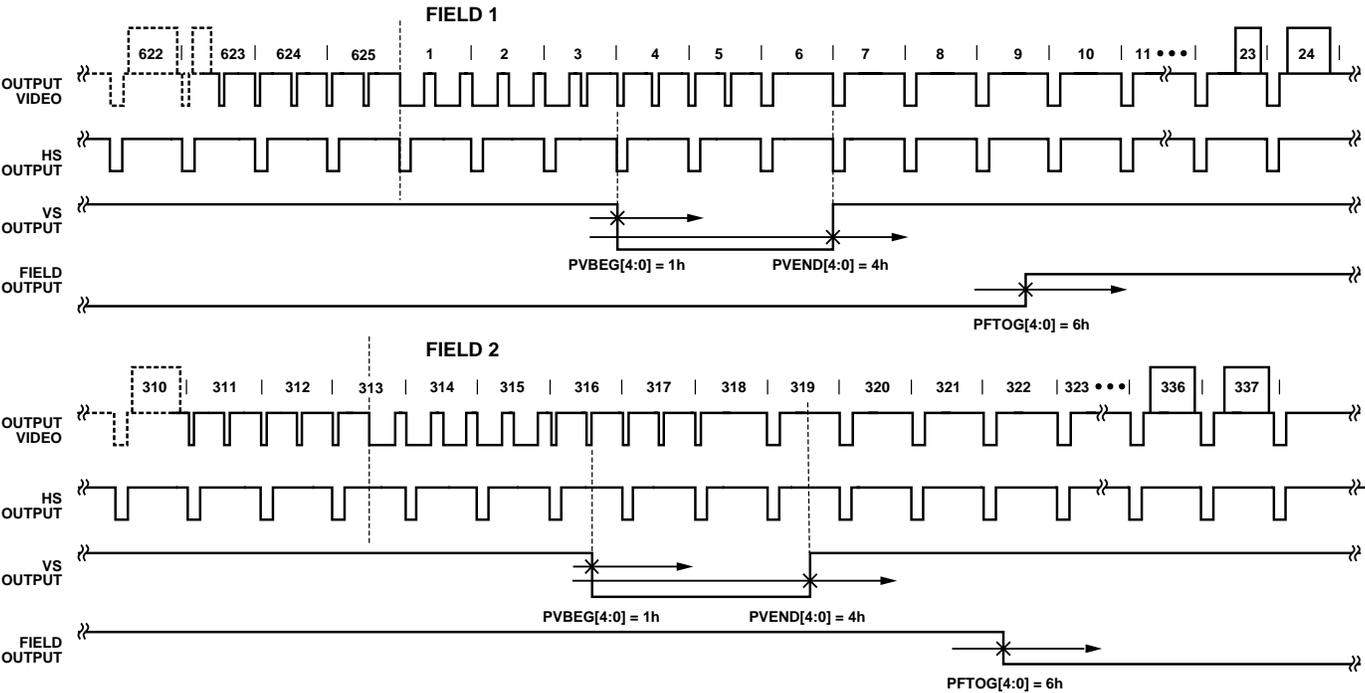 FIELD 1
622 623 624 625 1 2 3 4 5 6 7 8 9 10 11 ••• 23 24
OUTPUT
VIDEO
HS
OUTPUT
VS
OUTPUT
PVBEG[4:0] = 1h PVEND[4:0] = 4h
FIELD
OUTPUT
PFTOG[4:0] = 6h
FIELD 2
310 311 312 313 314 315 316 317 318 319 320 321 322 323 ••• 336 337
OUTPUT
VIDEO
HS
OUTPUT
VS
OUTPUT
PVBEG[4:0] = 1h PVEND[4:0] = 4h
FIELD
OUTPUT
PFTOG[4:0] = 6h